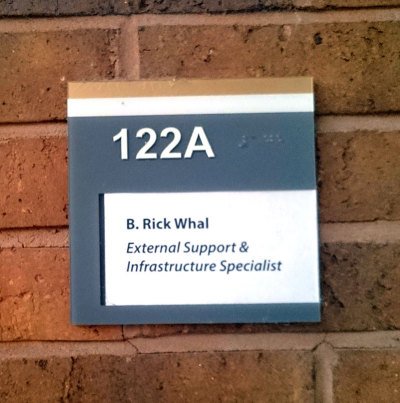 122A
B. Rick Whal
External Support &
Infrastructure Specialist